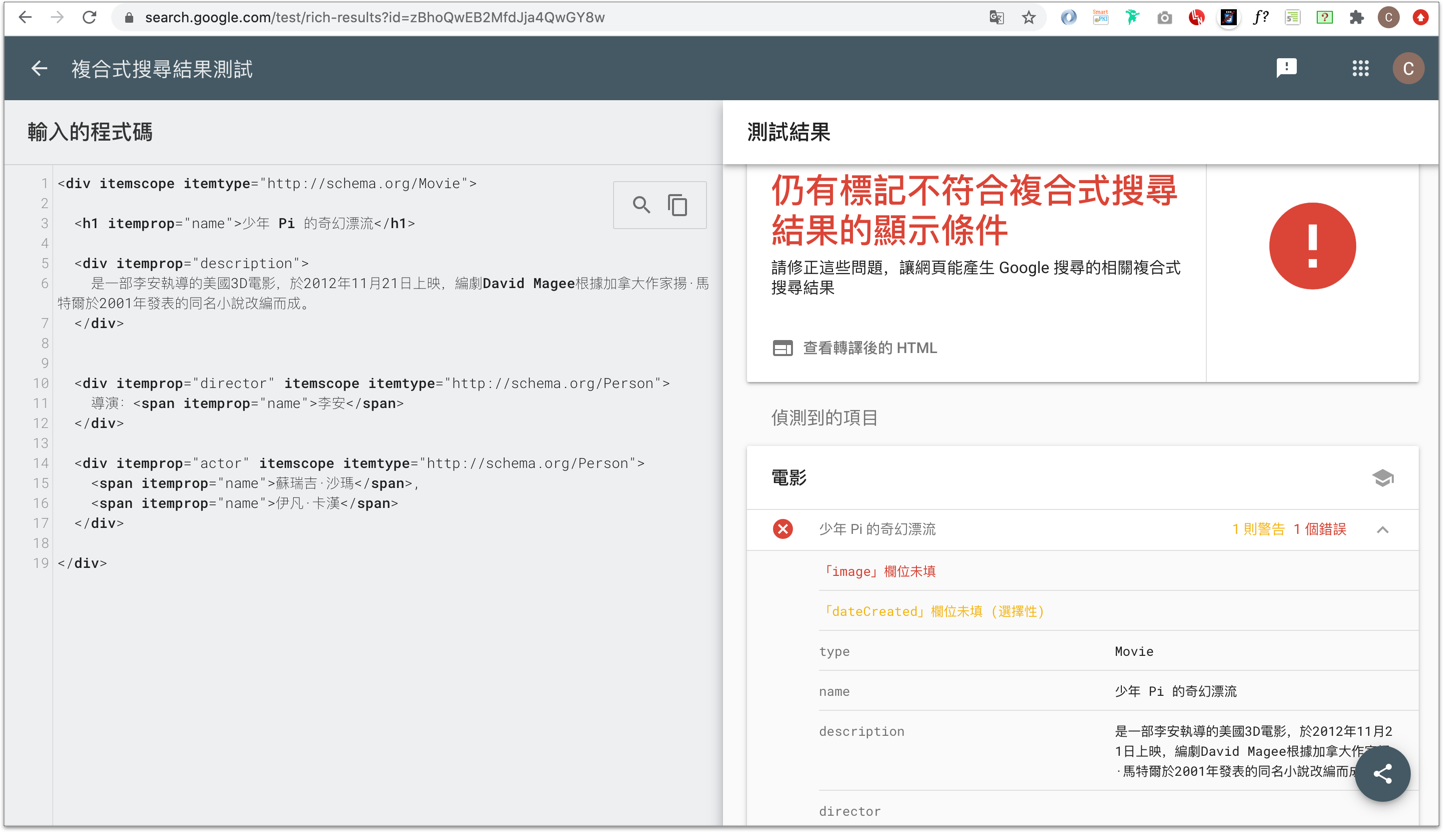 search.google.com/test/rich-results?id=zBhoQwEB2MfdJja4QwGY8w
Smart
ƒ?
C
複合式搜尋結果測試
C
輸入的程式碼
1 <div itemscope itemtype="http://schema.org/Movie">
2
3 <h1 itemprop="name">少年 Pi 的奇幻漂流</h1>
4
5 <div itemprop="description">
6 是一部李安執導的美國3D電影，於2012年11月21日上映，編劇David Magee根據加拿大作家揚·馬
特爾於2001年發表的同名小說改編而成。
7 </div>
8
9
10 <div itemprop="director" itemscope itemtype="http://schema.org/Person">
11 導演：<span itemprop="name">李安</span>
12 </div>
13
14 <div itemprop="actor" itemscope itemtype="http://schema.org/Person">
15 <span itemprop="name">蘇瑞吉·沙瑪</span>,
16 <span itemprop="name">伊凡·卡漢</span>
17 </div>
18
19 </div>
測試結果
仍有標記不符合複合式搜尋
結果的顯示條件
請修正這些問題，讓網頁能產生 Google 搜尋的相關複合式
搜尋結果
查看轉譯後的 HTML
偵測到的項目
電影
少年 Pi 的奇幻漂流 1 則警告 1 個錯誤
「image」欄位未填
「dateCreated」欄位未填 (選擇性)
type Movie
name 少年 Pi 的奇幻漂流
description 是一部李安執導的美國3D電影，於2012年11月2
1日上映，編劇David Magee根據加拿大作家
·馬特爾於2001年發表的同名小說改編而
director